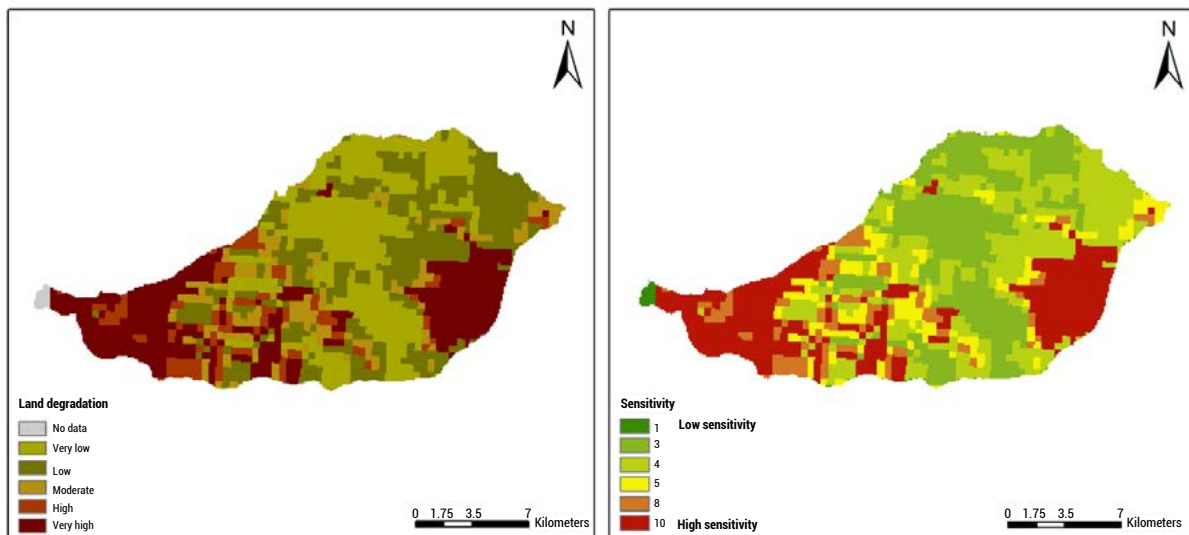 N
Land degradation
No data
Very low
Low
Moderate
High
Very high
0 1.75 3.5 7
Kilometers
N
Sensitivity
1 Low sensitivity
3
4
5
8
10 High sensitivity
0 1.75 3.5 7
Kilometers